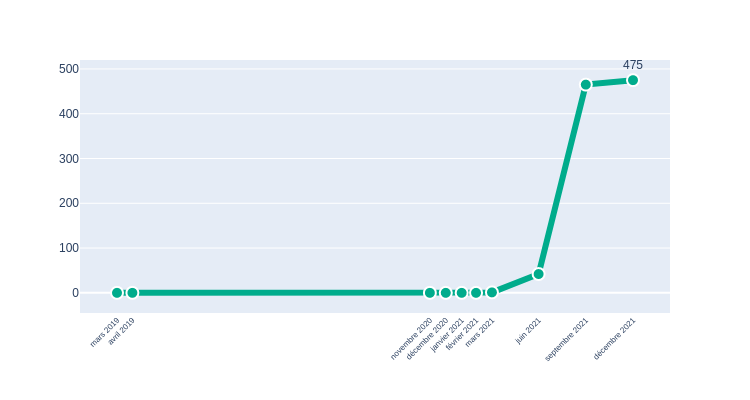 475
500
400
300
200
100
0
mars 2019
avril 2019
novembre 2020
décembre 2020
janvier 2021
février 2021
mars 2021
juin 2021
septembre 2021
décembre 2021